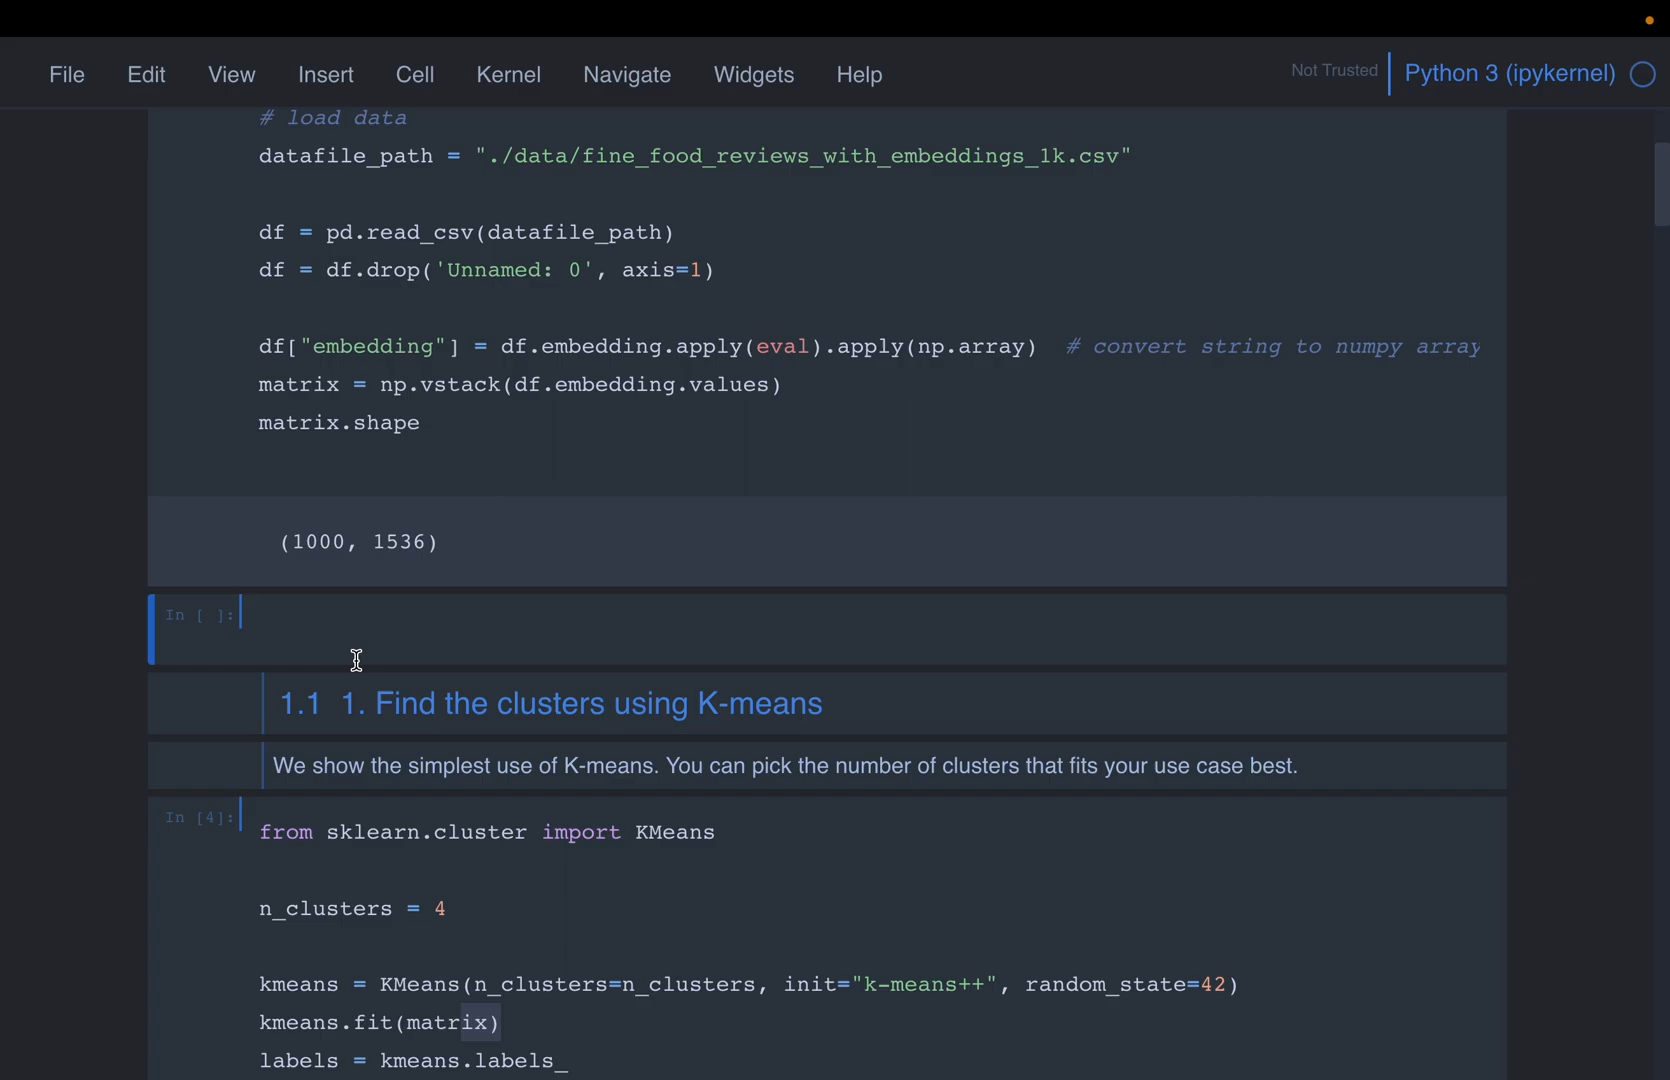 File Edit View Insert Cell Kernel Navigate Widgets Help Not Trusted Python 3 (ipykernel)
# load data
datafile_path = "./data/fine_food_reviews_with_embeddings_1k.csv"
df = pd.read_csv(datafile_path)
df = df.drop('Unnamed: 0', axis=1)
df["embedding"] = df.embedding.apply(eval).apply(np.array)  # convert string to numpy array
matrix = np.vstack(df.embedding.values)
matrix.shape
(1000, 1536)
In [ ]:
1.1 1. Find the clusters using K-means
We show the simplest use of K-means. You can pick the number of clusters that fits your use case best.
In [4]:
from sklearn.cluster import KMeans
n_clusters = 4
kmeans = KMeans(n_clusters=n_clusters, init="k-means++", random_state=42)
kmeans.fit(matrix)
labels = kmeans.labels_